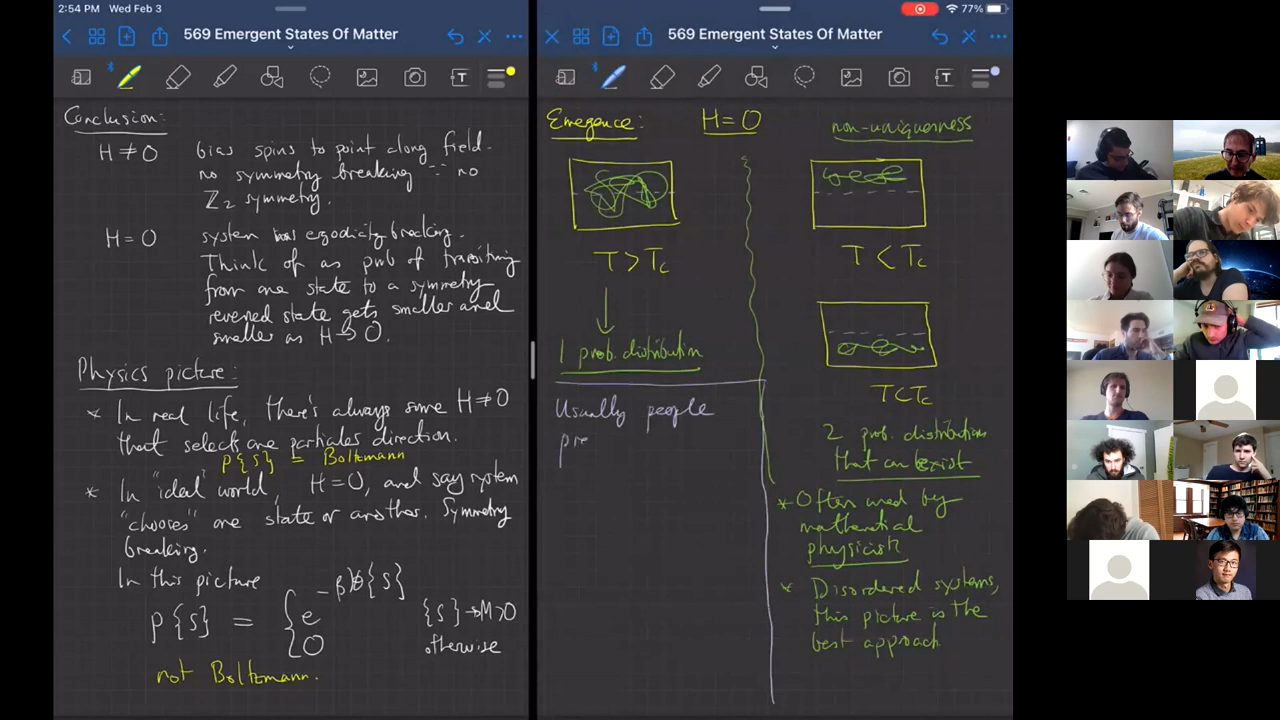 2:54 PM Wed Feb 3
77%
569 Emergent States Of Matter
569 Emergent States Of Matter
Conclusion:
H ≠ 0 bias spins to point along field.
no symmetry breaking ∵ no
Z₂ symmetry.
H = 0 system has ergodicity breaking.
Think of as prob of transiting
from one state to a symmetry
reversed state gets smaller and
smaller as H → 0.
Physics picture:
* In real life, there's always some H ≠ 0
that selects one particles direction.
P{S} = Boltzmann
* In "ideal" world, H = 0, and say system
"chooses" one state or another. Symmetry
breaking.
In this picture
P{S} = { e^{-βH{S}} {S} → M>0
0 otherwise
not Boltzmann.
Emegence: H = 0
T > Tc
↓
1 prob. distribution
Usually people
pre
non-uniqueness
T < Tc
T < Tc
2 prob. distributions
that can exist
* Often used by
mathematical
physicists
* Disordered systems,
this picture is the
best approach